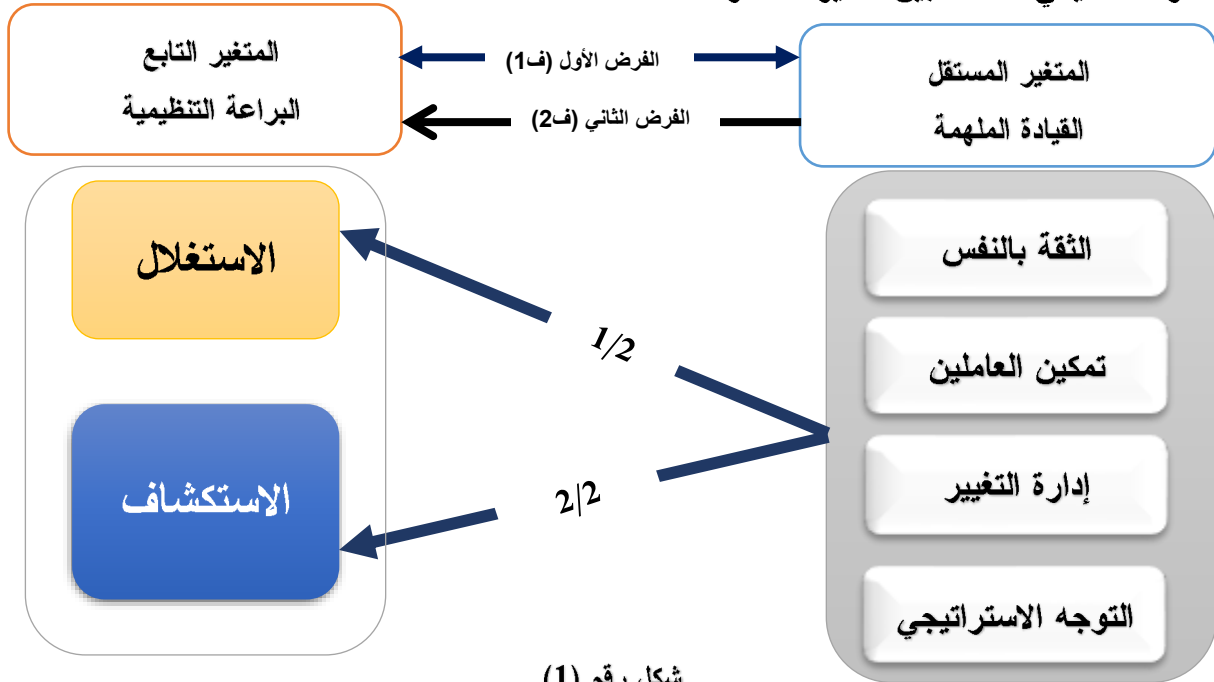 المتغير المستقل
القيادة الملهمة
الفرض الأول (ف1)
الفرض الثاني (ف2)
المتغير التابع
البراعة التنظيمية
الثقة بالنفس
تمكين العاملين
إدارة التغيير
التوجه الاستراتيجي
1/2
2/2
الاستغلال
الاستكشاف
شكل رقم (1)